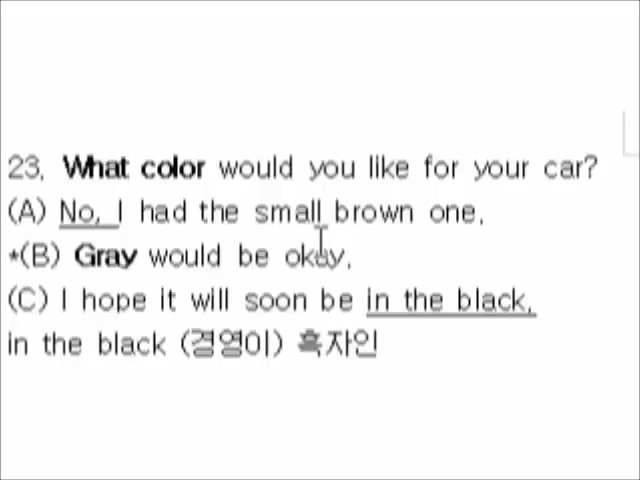 23. What color would you like for your car?
(A) No, I had the small brown one.
*(B) Gray would be okay.
(C) I hope it will soon be in the black.
in the black (경영이) 흑자인